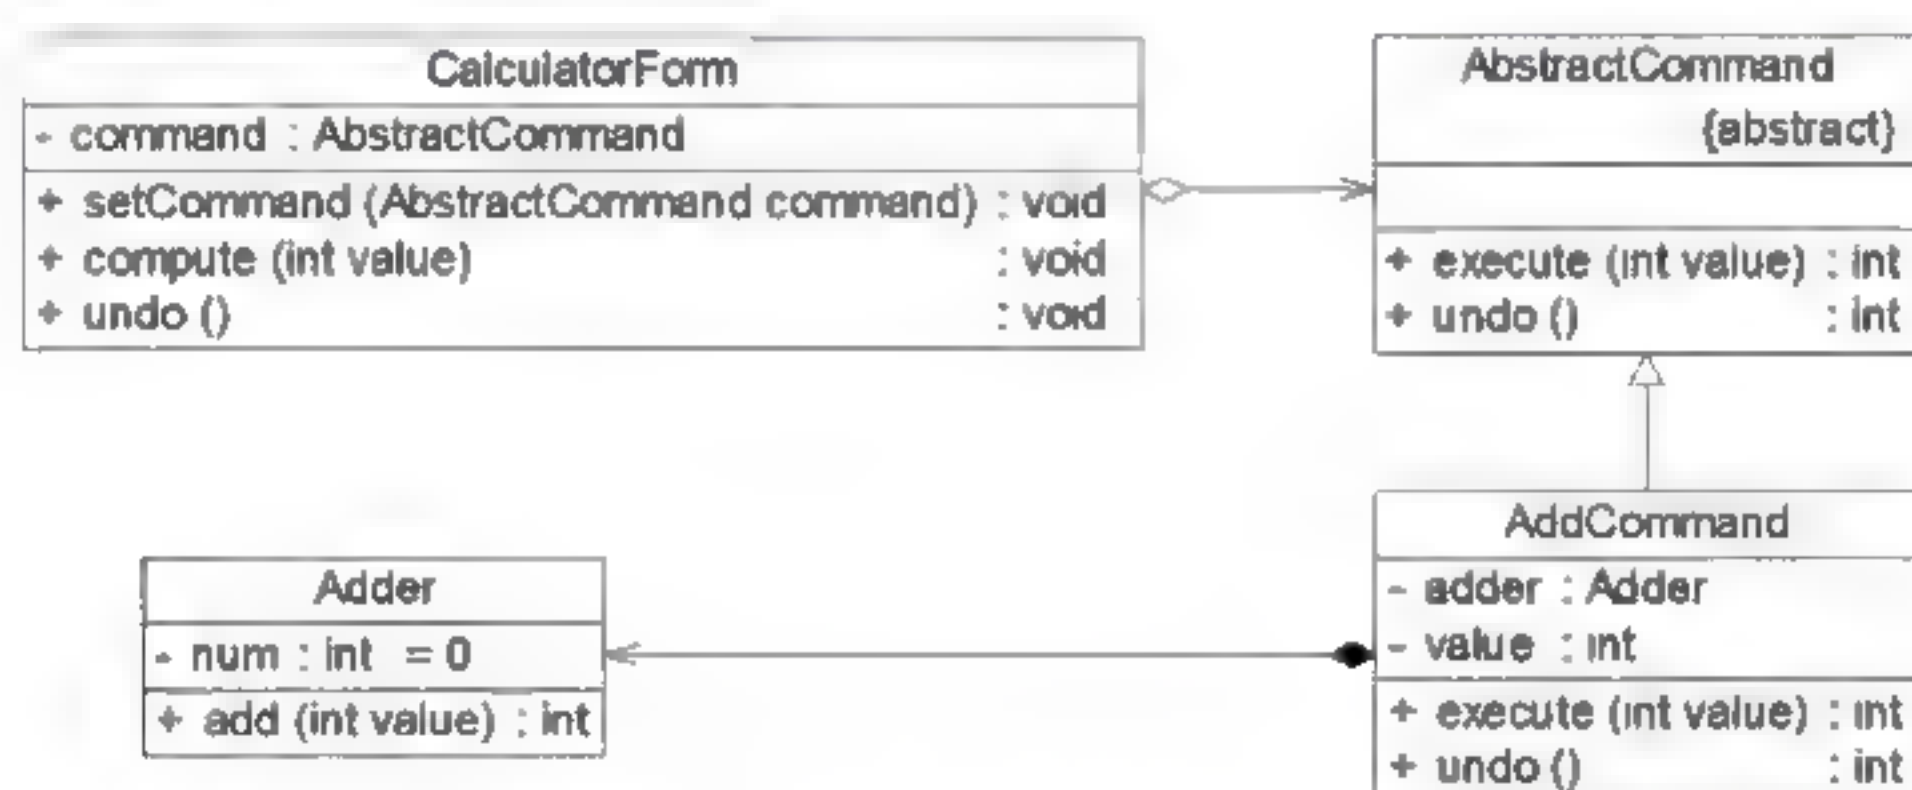 CalculatorForm
- command : AbstractCommand
+ setCommand (AbstractCommand command) : void
+ compute (int value) : void
+ undo () : void
AbstractCommand
{abstract}
+ execute (int value) : int
+ undo () : int
Adder
- num : int = 0
+ add (int value) : int
AddCommand
- adder : Adder
- value : int
+ execute (int value) : int
+ undo () : int